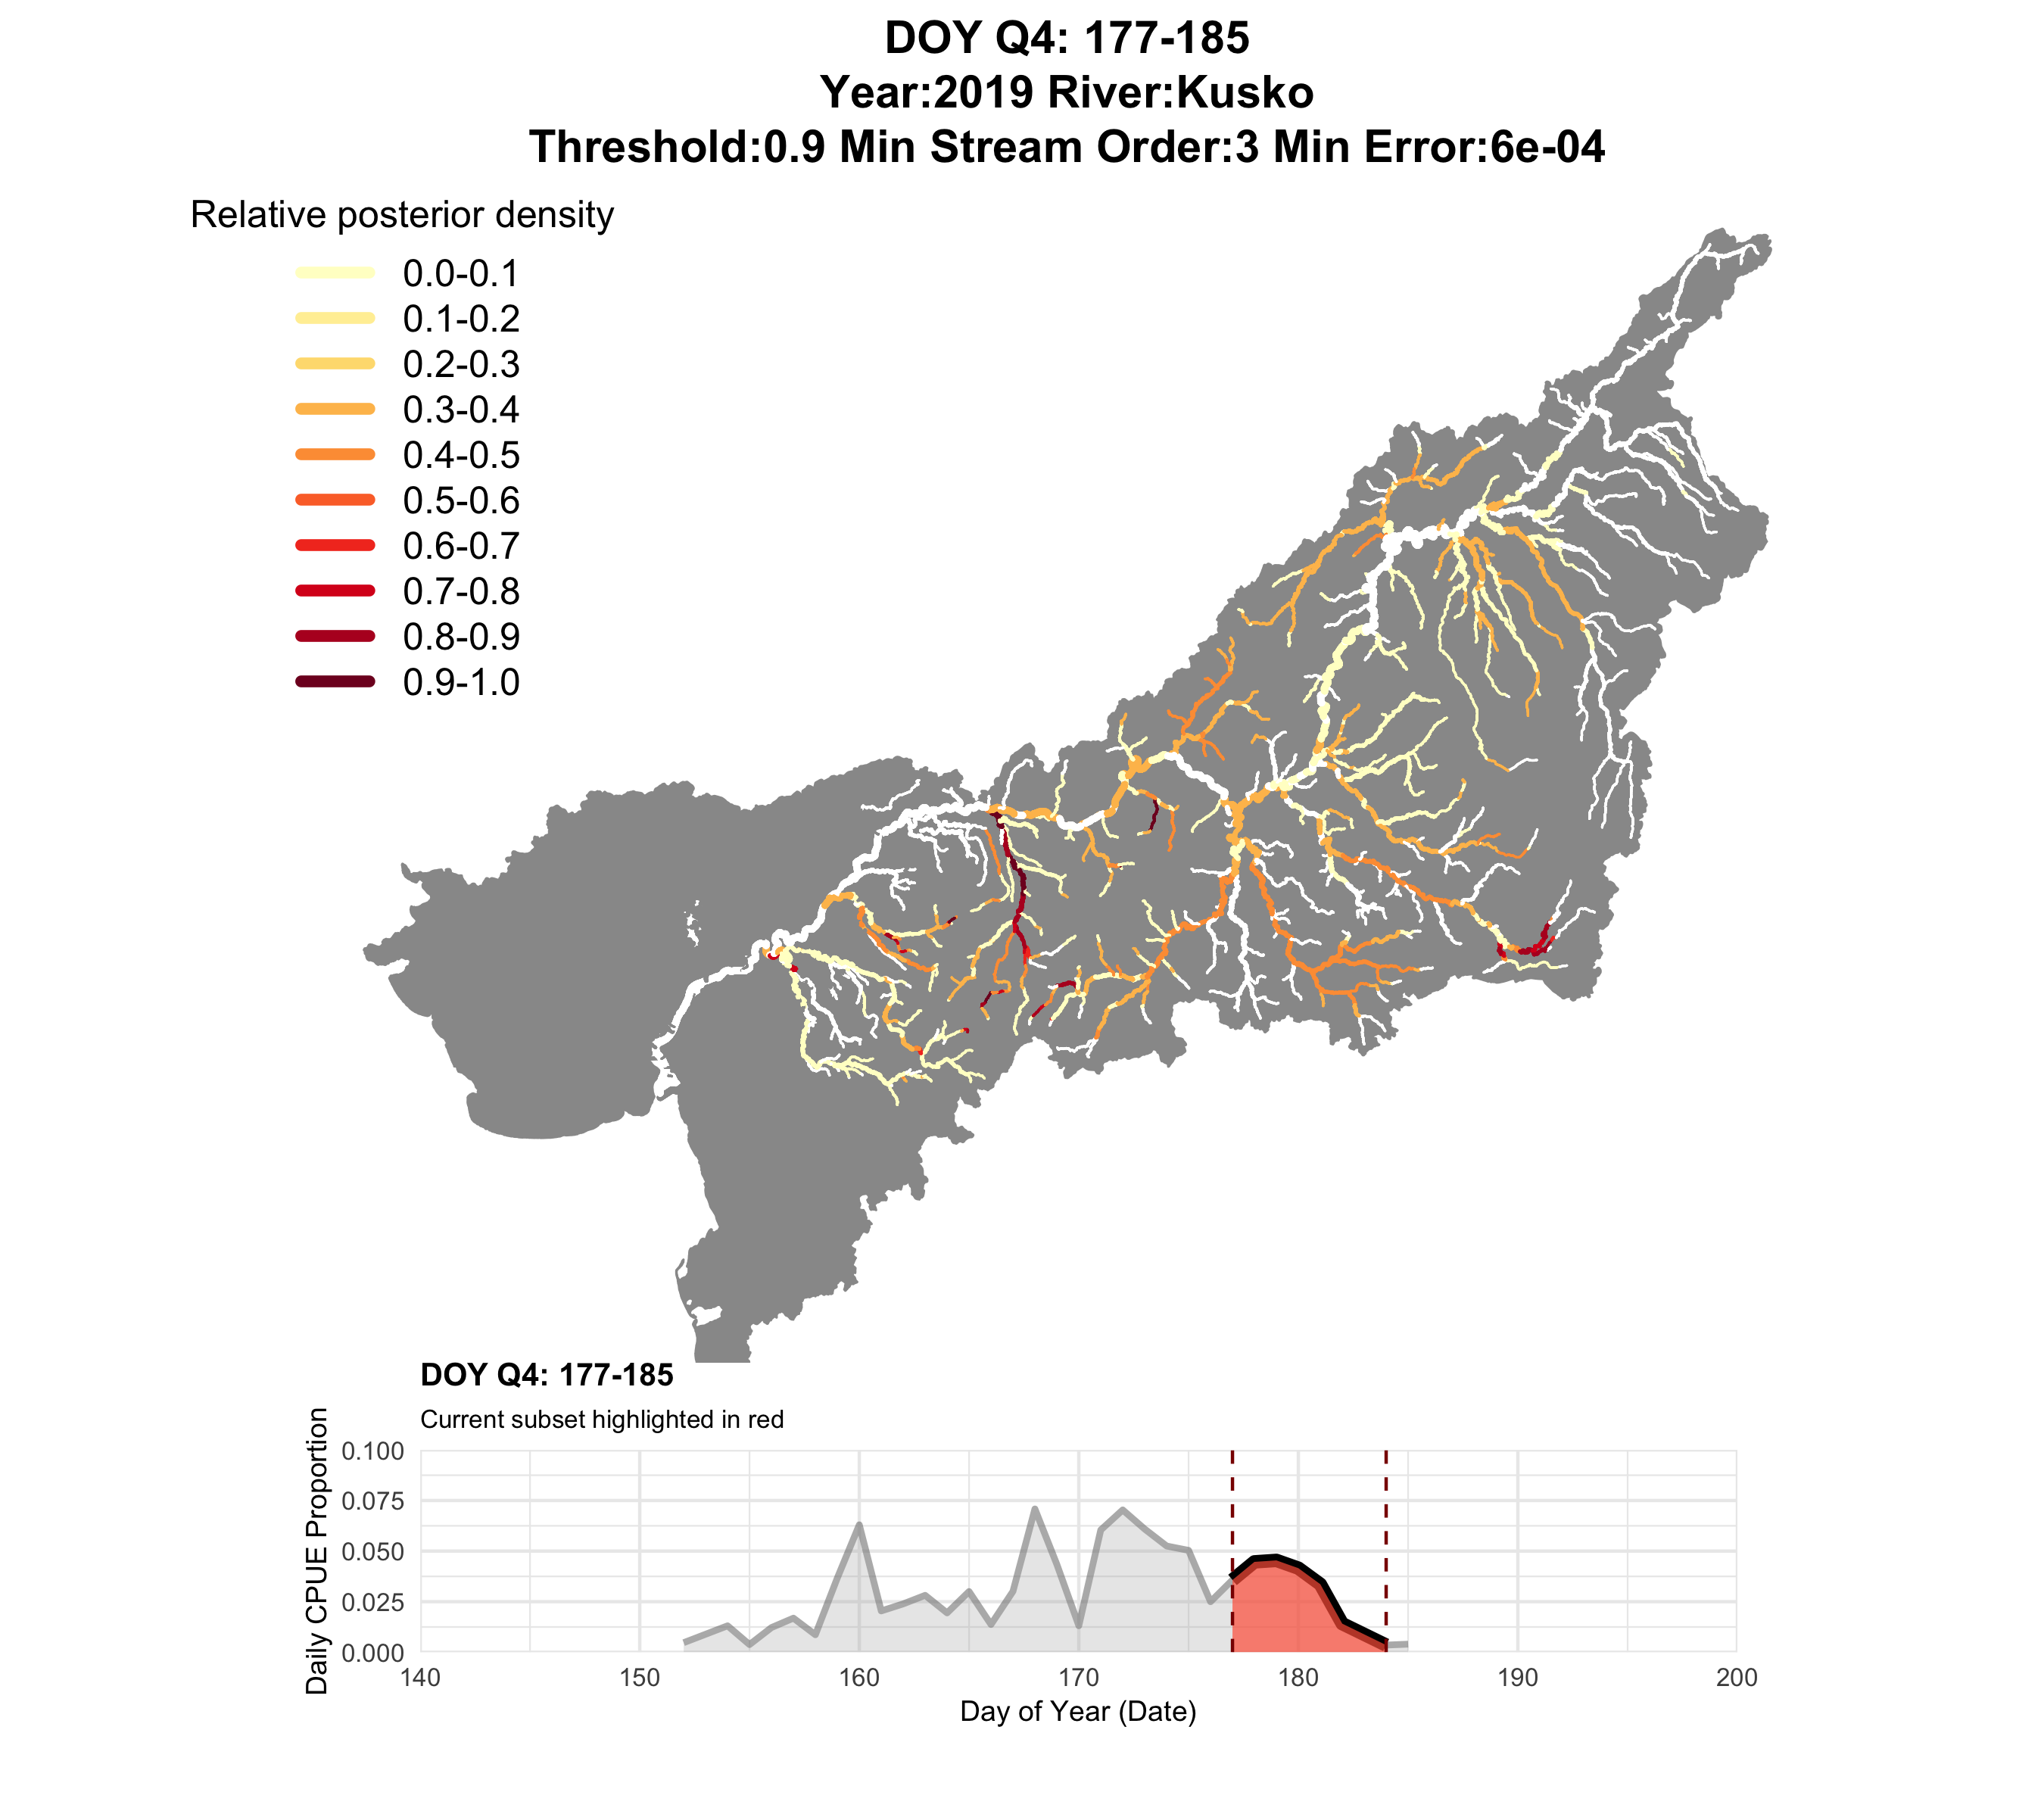 DOY Q4: 177-185
Year:2019 River:Kusko
Threshold:0.9 Min Stream Order:3 Min Error:6e-04
Relative posterior density
0.0-0.1
0.1-0.2
0.2-0.3
0.3-0.4
0.4-0.5
0.5-0.6
0.6-0.7
0.7-0.8
0.8-0.9
0.9-1.0
DOY Q4: 177-185
Current subset highlighted in red
Daily CPUE Proportion
0.100
0.075
0.050
0.025
0.000
140 150 160 170 180 190 200
Day of Year (Date)